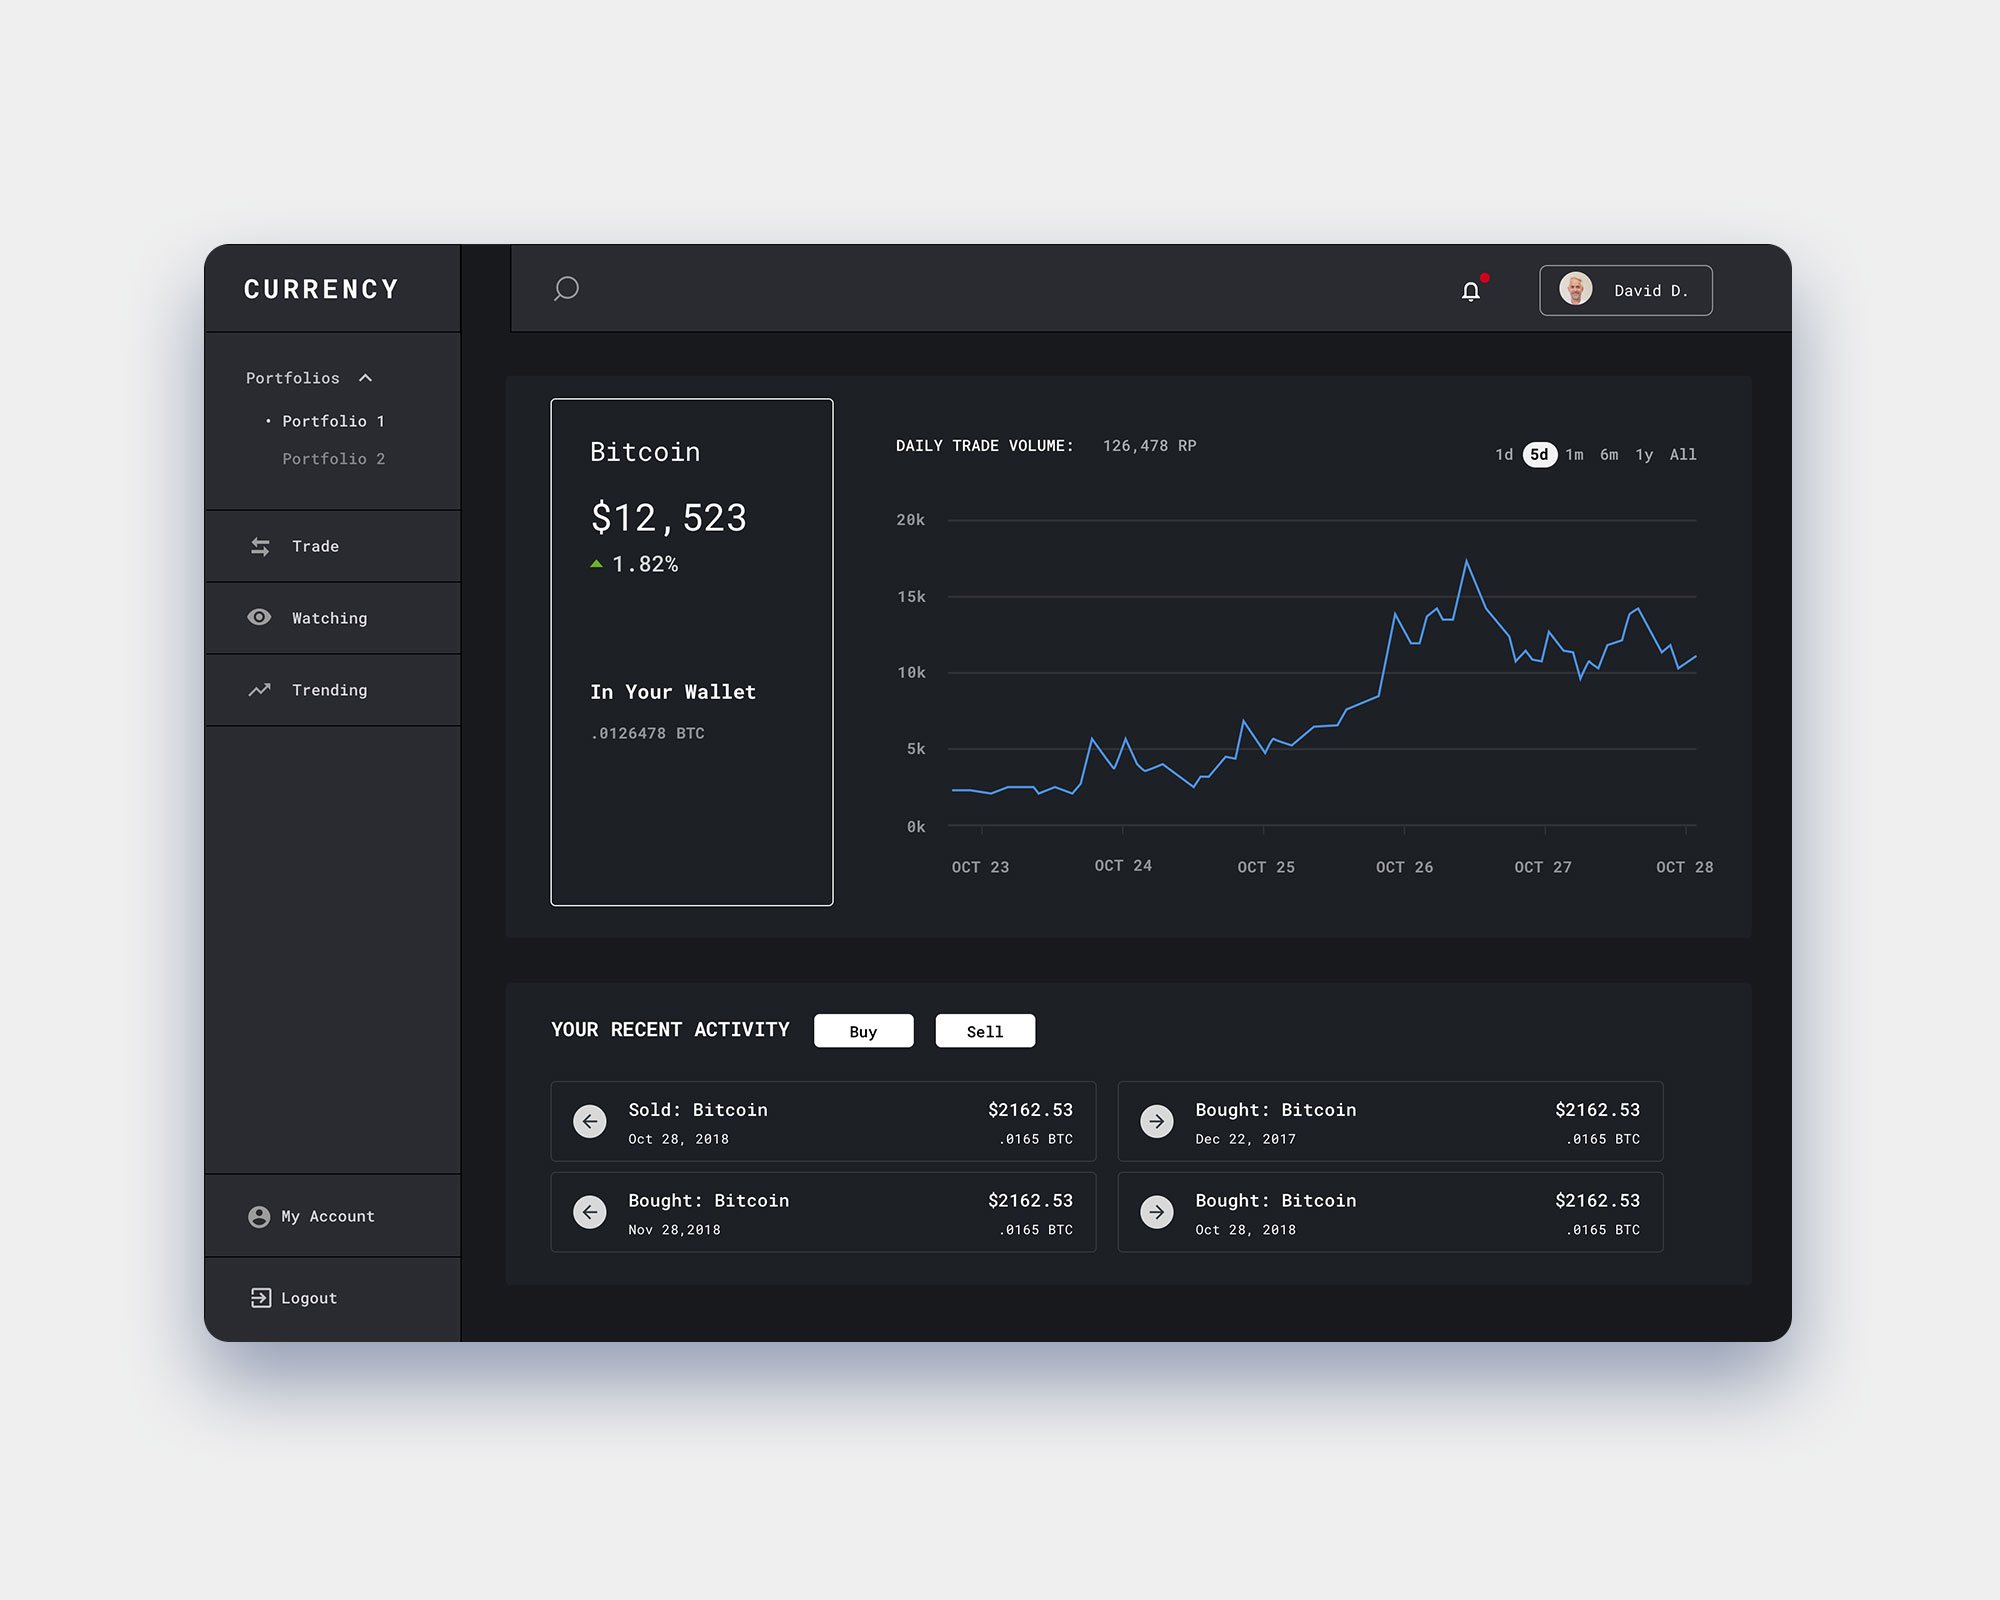 CURRENCY
David D.
Portfolios
• Portfolio 1
Portfolio 2
Trade
Watching
Trending
My Account
Logout
Bitcoin
$12,523
1.82%
In Your Wallet
.0126478 BTC
DAILY TRADE VOLUME: 126,478 RP
1d 5d 1m 6m 1y All
20k
15k
10k
5k
0k
OCT 23 OCT 24 OCT 25 OCT 26 OCT 27 OCT 28
YOUR RECENT ACTIVITY Buy Sell
Sold: Bitcoin $2162.53
Oct 28, 2018 .0165 BTC
Bought: Bitcoin $2162.53
Dec 22, 2017 .0165 BTC
Bought: Bitcoin $2162.53
Nov 28,2018 .0165 BTC
Bought: Bitcoin $2162.53
Oct 28, 2018 .0165 BTC